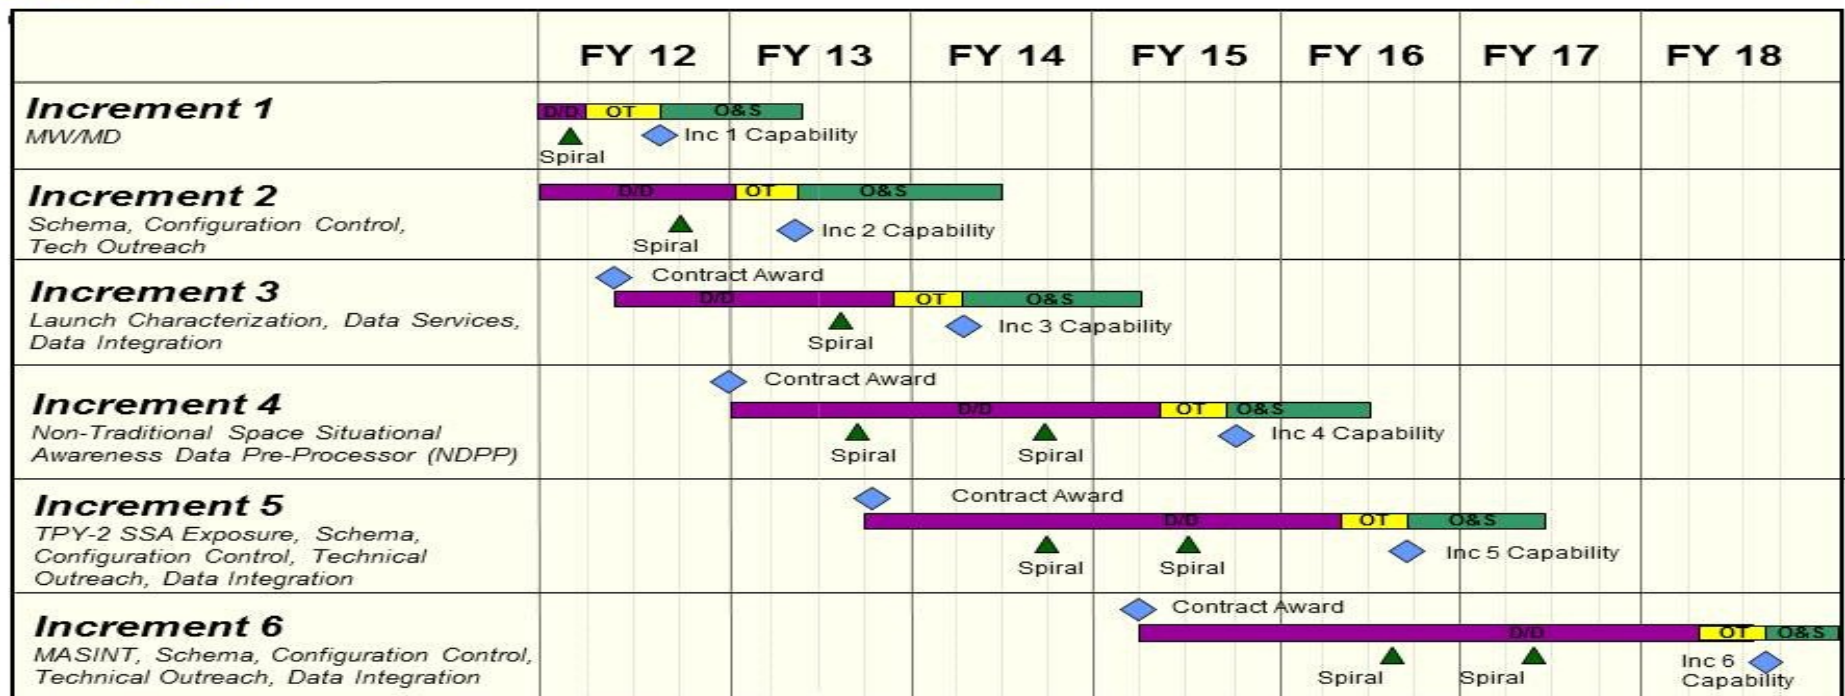 FY 12 FY 13 FY 14 FY 15 FY 16 FY 17 FY 18
Increment 1
MW/MD
D/D OT O&S
Inc 1 Capability
Spiral
Increment 2
Schema, Configuration Control,
Tech Outreach
D/D OT O&S
Inc 2 Capability
Spiral
Increment 3
Launch Characterization, Data Services,
Data Integration
Contract Award
D/D OT O&S
Inc 3 Capability
Spiral
Increment 4
Non-Traditional Space Situational
Awareness Data Pre-Processor (NDPP)
Contract Award
D/D OT O&S
Inc 4 Capability
Spiral Spiral
Increment 5
TPY-2 SSA Exposure, Schema,
Configuration Control, Technical
Outreach, Data Integration
Contract Award
D/D OT O&S
Inc 5 Capability
Spiral Spiral
Increment 6
MASINT, Schema, Configuration Control,
Technical Outreach, Data Integration
Contract Award
D/D OT O&S
Spiral Spiral
Inc 6
Capability